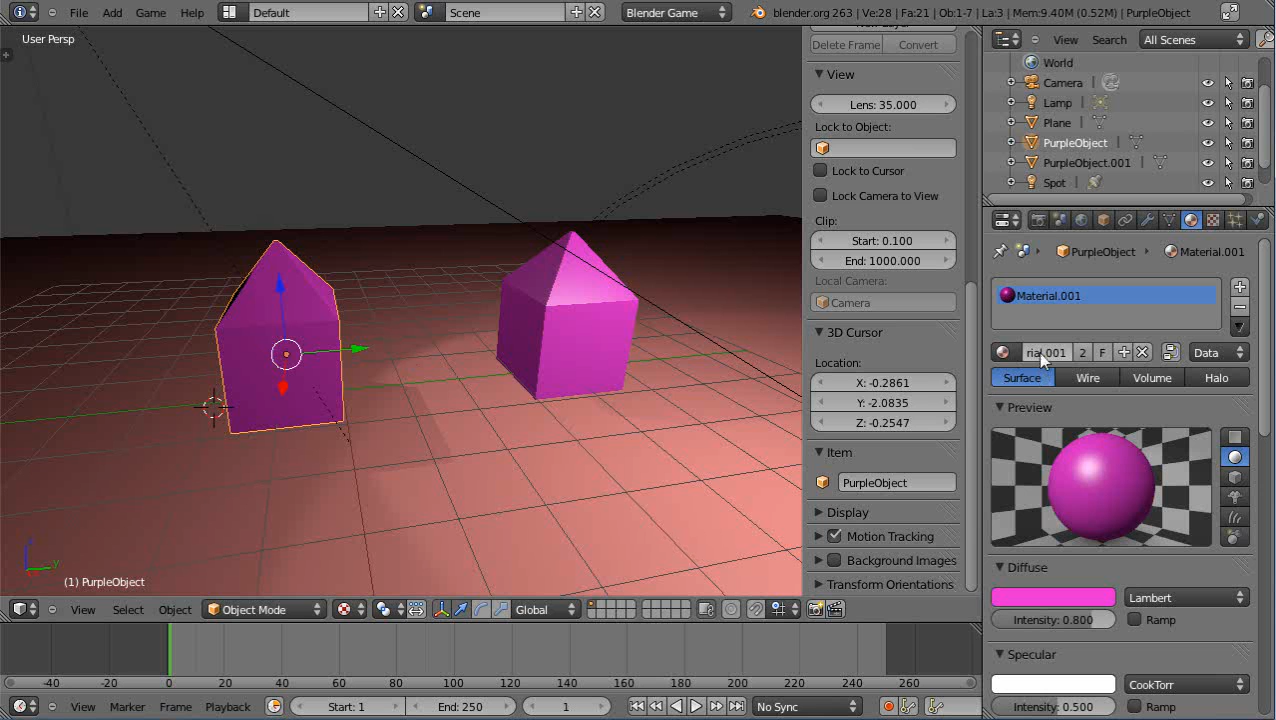 File Add Game Help Default Scene Blender Game blender.org 263 | Ve:28 | Fa:21 | Ob:1-7 | La:3 | Mem:9.40M (0.52M) | PurpleObject
User Persp
(1) PurpleObject
Delete Frame Convert
View
Lens: 35.000
Lock to Object:
Lock to Cursor
Lock Camera to View
Clip:
Start: 0.100
End: 1000.000
Local Camera:
Camera
3D Cursor
Location:
X: -0.2861
Y: -2.0835
Z: -0.2547
Item
PurpleObject
Display
Motion Tracking
Background Images
Transform Orientations
View Search All Scenes
World
Camera
Lamp
Plane
PurpleObject
PurpleObject.001
Spot
PurpleObject Material.001
Material.001
rial.001 2 F Data
Surface Wire Volume Halo
Preview
Diffuse
Lambert
Intensity: 0.800 Ramp
Specular
CookTorr
Intensity: 0.500 Ramp
View Select Object Object Mode Global
-40 -20 0 20 40 60 80 100 120 140 160 180 200 220 240 260
View Marker Frame Playback Start: 1 End: 250 1 No Sync